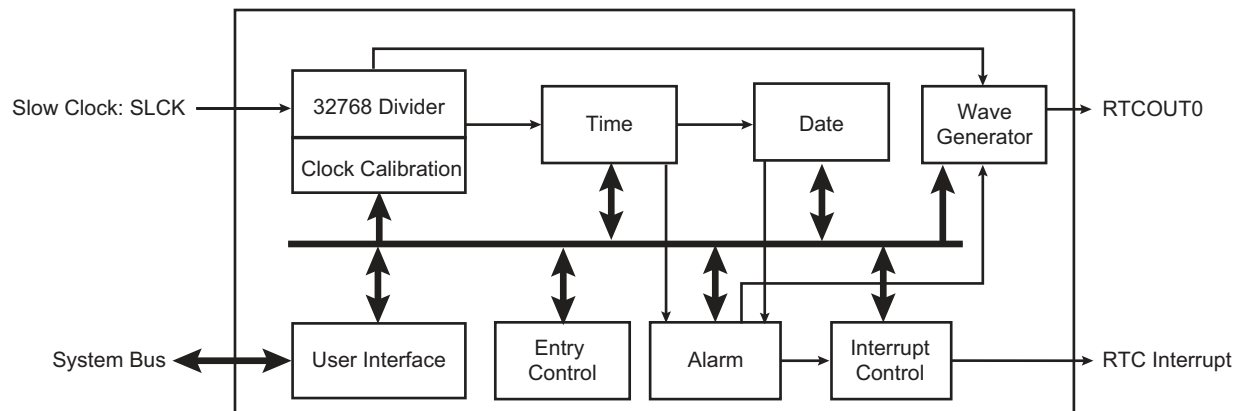 Slow Clock: SLCK
32768 Divider
Clock Calibration
Time
Date
Wave
Generator
RTCOUT0
System Bus
User Interface
Entry
Control
Alarm
Interrupt
Control
RTC Interrupt